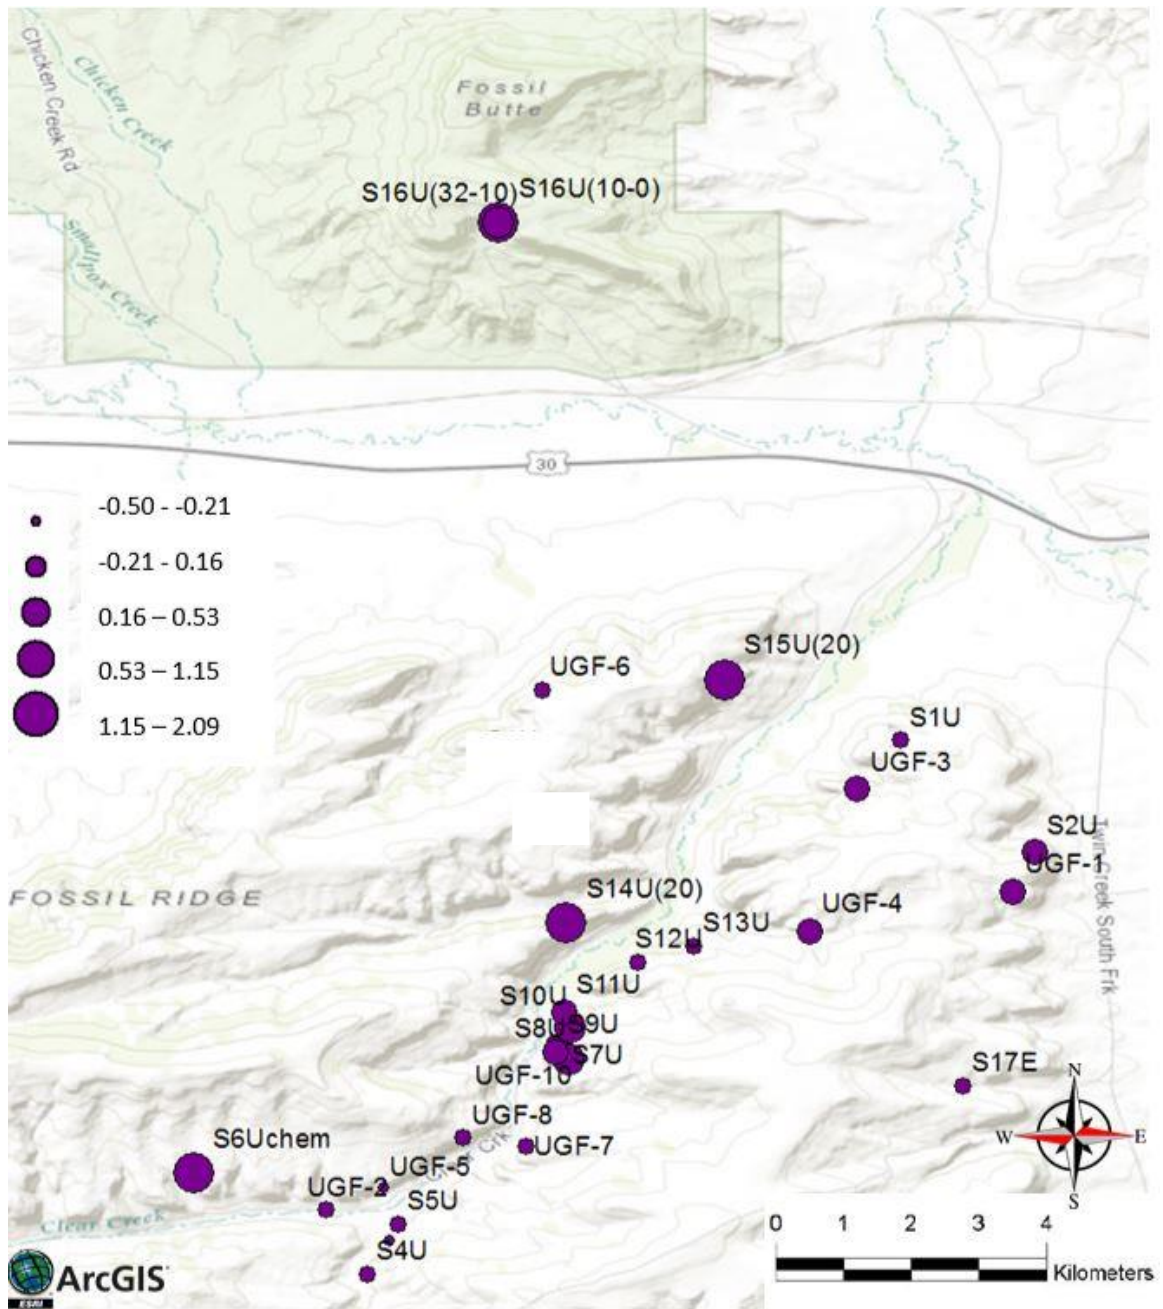 Chicken Creek Rd
Chicken Creek
Fossil
Butte
S16U(32-10)
S16U(10-0)
Smallpox Creek
30
-0.50 - -0.21
-0.21 - 0.16
0.16 – 0.53
0.53 – 1.15
1.15 – 2.09
S15U(20)
UGF-6
S1U
UGF-3
S2U
UGF-1
Twin Creek South Frk
FOSSIL RIDGE
S14U(20)
UGF-4
S13U
S12U
S11U
S10U
S9U
S8U
S7U
UGF-10
S17E
UGF-8
UGF-7
S6Uchem
UGF-5
UGF-2
S5U
Clear Creek
S4U
N
W
E
S
0 1 2 3 4
Kilometers
ArcGIS
ESRI